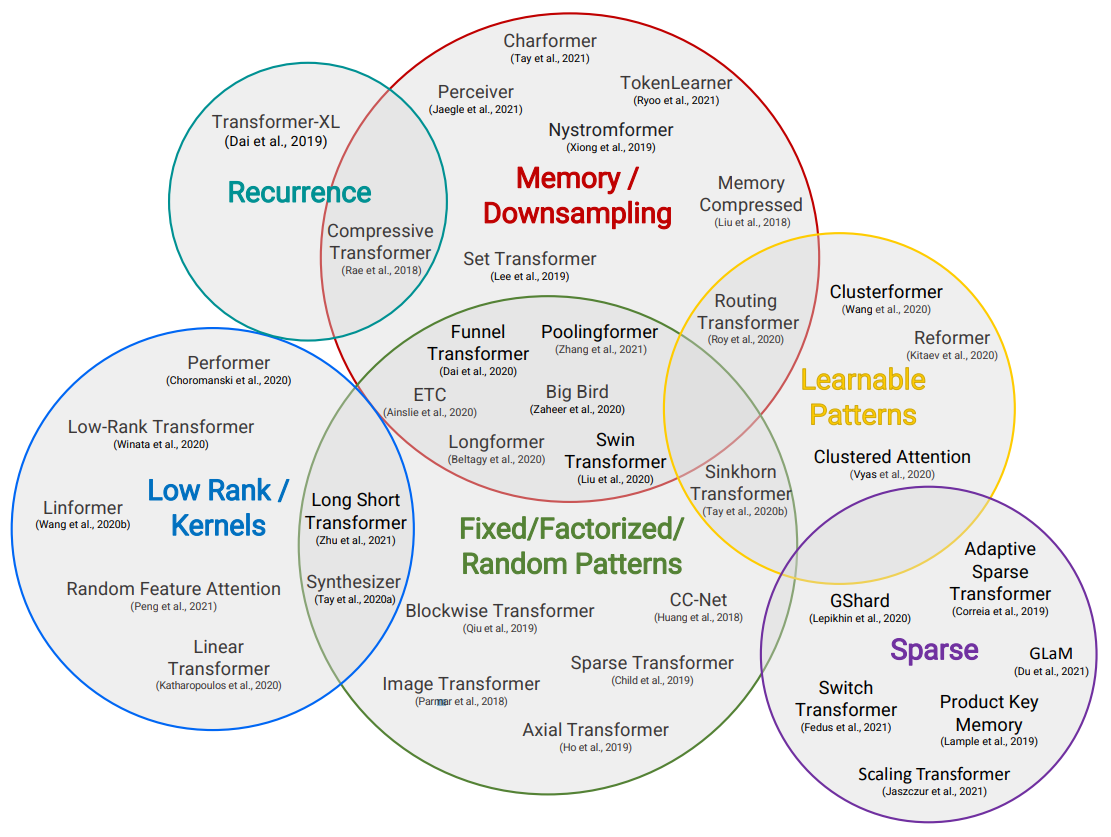 Charformer
(Tay et al., 2021)
TokenLearner
(Ryoo et al., 2021)
Perceiver
(Jaegle et al., 2021)
Nystromformer
(Xiong et al., 2019)
Transformer-XL
(Dai et al., 2019)
Recurrence
Memory /
Downsampling
Memory
Compressed
(Liu et al., 2018)
Compressive
Transformer
(Rae et al., 2018)
Set Transformer
(Lee et al., 2019)
Routing
Transformer
(Roy et al., 2020)
Clusterformer
(Wang et al., 2020)
Reformer
(Kitaev et al., 2020)
Learnable
Patterns
Clustered Attention
(Vyas et al., 2020)
Funnel
Transformer
(Dai et al., 2020)
Poolingformer
(Zhang et al., 2021)
ETC
(Ainslie et al., 2020)
Big Bird
(Zaheer et al., 2020)
Longformer
(Beltagy et al., 2020)
Swin
Transformer
(Liu et al., 2020)
Sinkhorn
Transformer
(Tay et al., 2020b)
Performer
(Choromanski et al., 2020)
Low-Rank Transformer
(Winata et al., 2020)
Low Rank /
Kernels
Linformer
(Wang et al., 2020b)
Long Short
Transformer
(Zhu et al., 2021)
Synthesizer
(Tay et al., 2020a)
Random Feature Attention
(Peng et al., 2021)
Linear
Transformer
(Katharopoulos et al., 2020)
Fixed/Factorized/
Random Patterns
Blockwise Transformer
(Qiu et al., 2019)
CC-Net
(Huang et al., 2018)
Sparse Transformer
(Child et al., 2019)
Image Transformer
(Parmar et al., 2018)
Axial Transformer
(Ho et al., 2019)
Adaptive
Sparse
Transformer
(Correia et al., 2019)
GShard
(Lepikhin et al., 2020)
Sparse
GLaM
(Du et al., 2021)
Switch
Transformer
(Fedus et al., 2021)
Product Key
Memory
(Lample et al., 2019)
Scaling Transformer
(Jaszczur et al., 2021)